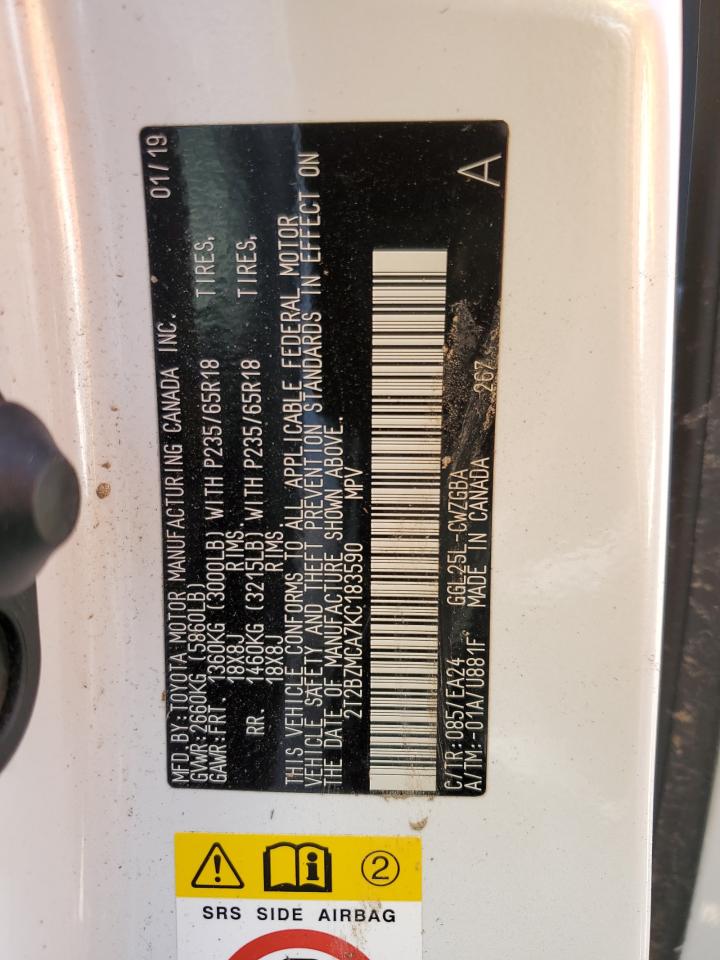 MFD.BY:TOYOTA MOTOR MANUFACTURING CANADA INC. 01/19
GVWR:2660KG (5860LB)
GAWR:FRT. 1360KG (3000LB) WITH P235/65R18 TIRES,
18X8J RIMS
RR. 1460KG (3215LB) WITH P235/65R18 TIRES,
18X8J RIMS
THIS VEHICLE CONFORMS TO ALL APPLICABLE FEDERAL MOTOR
VEHICLE SAFETY AND THEFT PREVENTION STANDARDS IN EFFECT ON
THE DATE OF MANUFACTURE SHOWN ABOVE.
2T2BZMCA7KC183590 MPV
C/TR:085/EA24 GGL25L-CWZGBA A
A/TM:-01A/U881F MADE IN CANADA 267
2
SRS SIDE AIRBAG